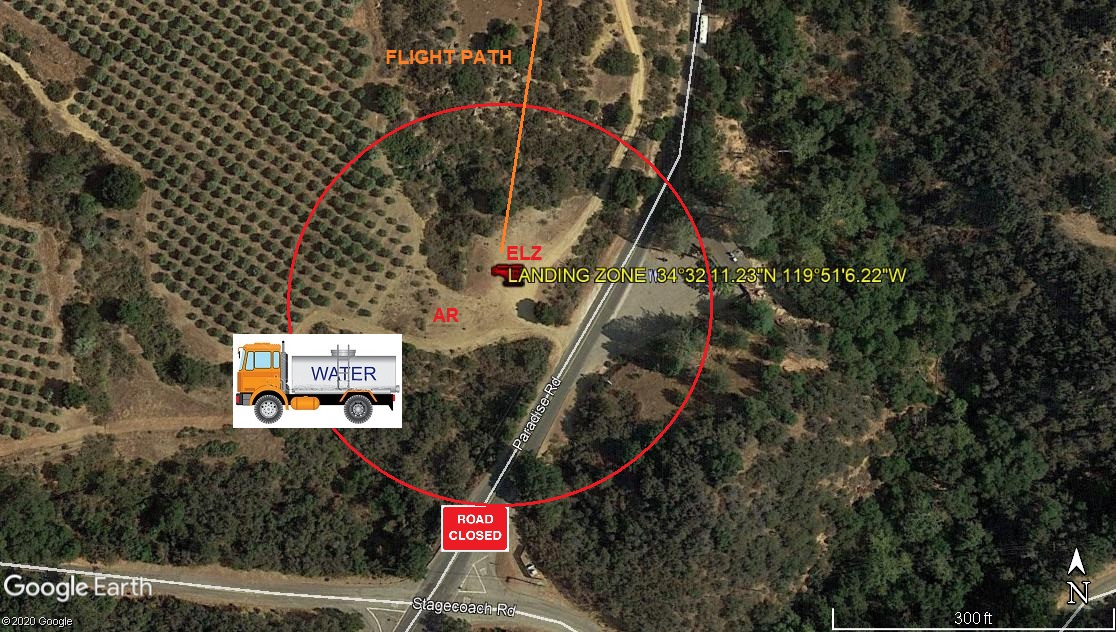 FLIGHT PATH
ELZ
LANDING ZONE 34°32'11.23"N 119°51'6.22"W
AR
WATER
Paradise Rd
ROAD
CLOSED
Google Earth
Stagecoach Rd
N
300 ft
© 2020 Google